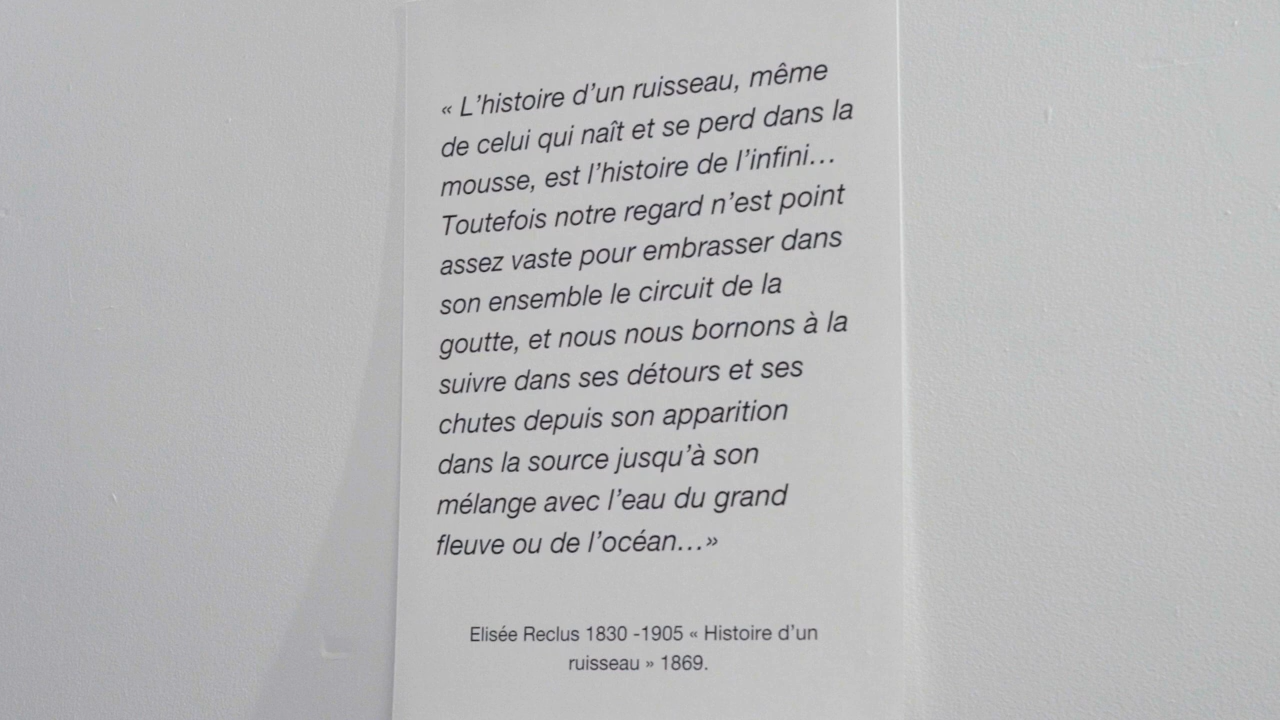 « L’histoire d’un ruisseau, même
de celui qui naît et se perd dans la
mousse, est l’histoire de l’infini…
Toutefois notre regard n’est point
assez vaste pour embrasser dans
son ensemble le circuit de la
goutte, et nous nous bornons à la
suivre dans ses détours et ses
chutes depuis son apparition
dans la source jusqu’à son
mélange avec l’eau du grand
fleuve ou de l’océan…»
Elisée Reclus 1830 -1905 « Histoire d’un
ruisseau » 1869.